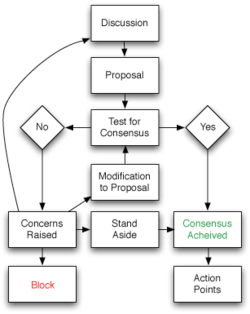 Discussion
Proposal
No
Test for
Consensus
Yes
Modification
to Proposal
Concerns
Raised
Stand
Aside
Consensus
Acheived
Block
Action
Points